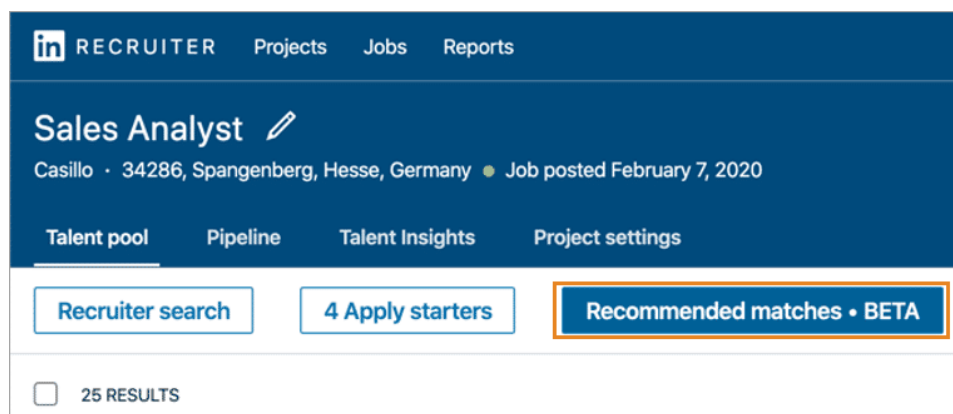 in RECRUITER Projects Jobs Reports
Sales Analyst
Casillo · 34286, Spangenberg, Hesse, Germany ● Job posted February 7, 2020
Talent pool Pipeline Talent Insights Project settings
Recruiter search 4 Apply starters Recommended matches • BETA
25 RESULTS